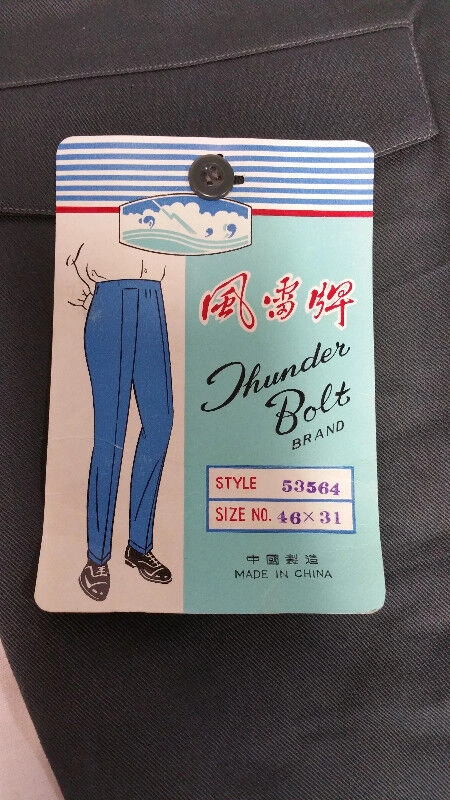 風雷牌
Thunder
Bolt
BRAND
STYLE 53564
SIZE NO. 46×31
中國製造
MADE IN CHINA